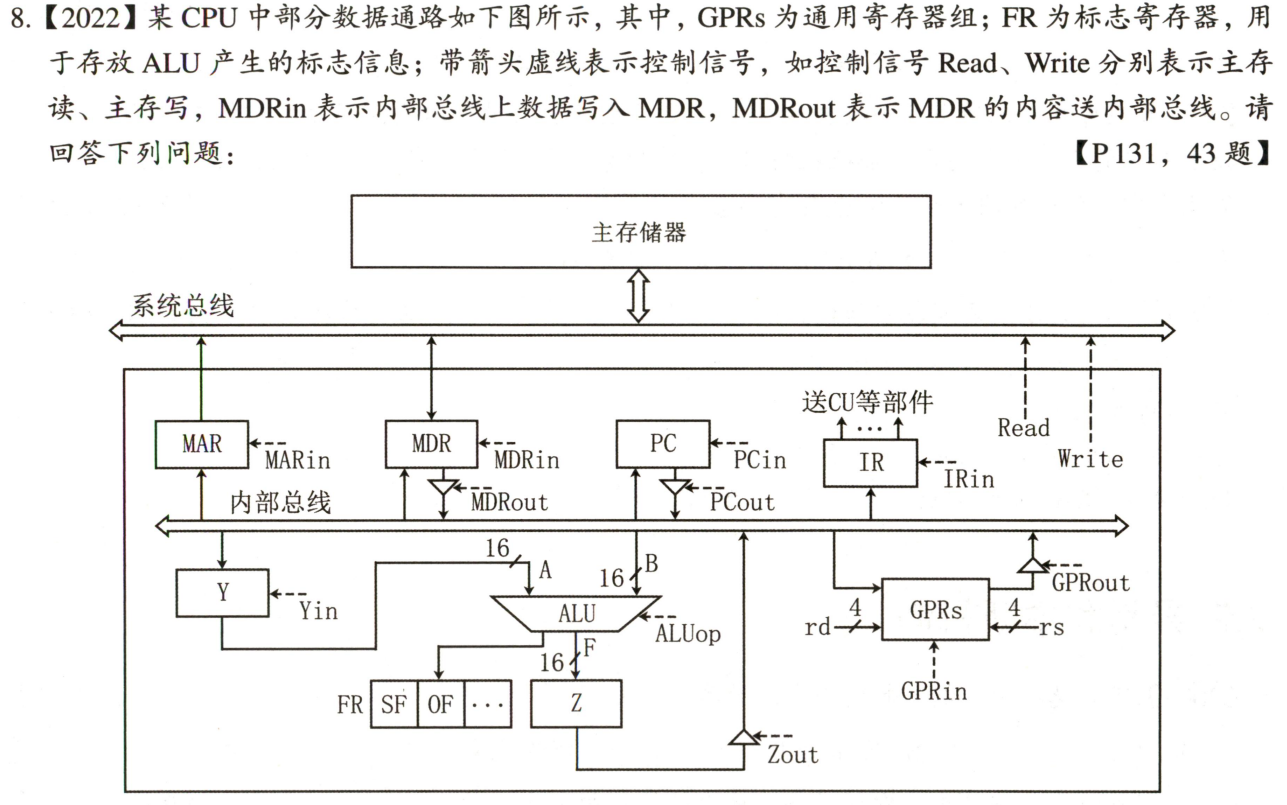 8.【2022】某 CPU 中部分数据通路如下图所示，其中，GPRs 为通用寄存器组；FR 为标志寄存器，用
于存放 ALU 产生的标志信息；带箭头虚线表示控制信号，如控制信号 Read、Write 分别表示主存
读、主存写，MDRin 表示内部总线上数据写入 MDR，MDRout 表示 MDR 的内容送内部总线。请
回答下列问题：
【P 131，43 题】
主存储器
系统总线
送CU等部件
...
MAR
MARin
MDR
MDRin
PC
PCin
IR
IRin
Read
Write
内部总线
MDRout
PCout
Y
Yin
16
A
16
B
ALU
ALUop
16
F
FR
SF
OF
...
Z
Zout
rd
4
GPRs
4
rs
GPRout
GPRin